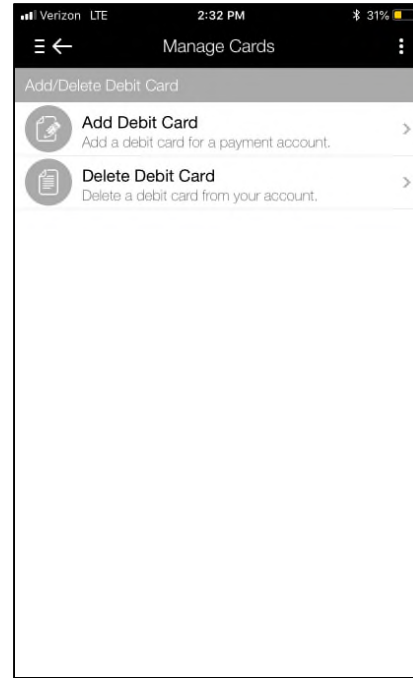 Verizon LTE 2:32 PM 31%
Manage Cards
Add/Delete Debit Card
Add Debit Card
Add a debit card for a payment account.
Delete Debit Card
Delete a debit card from your account.